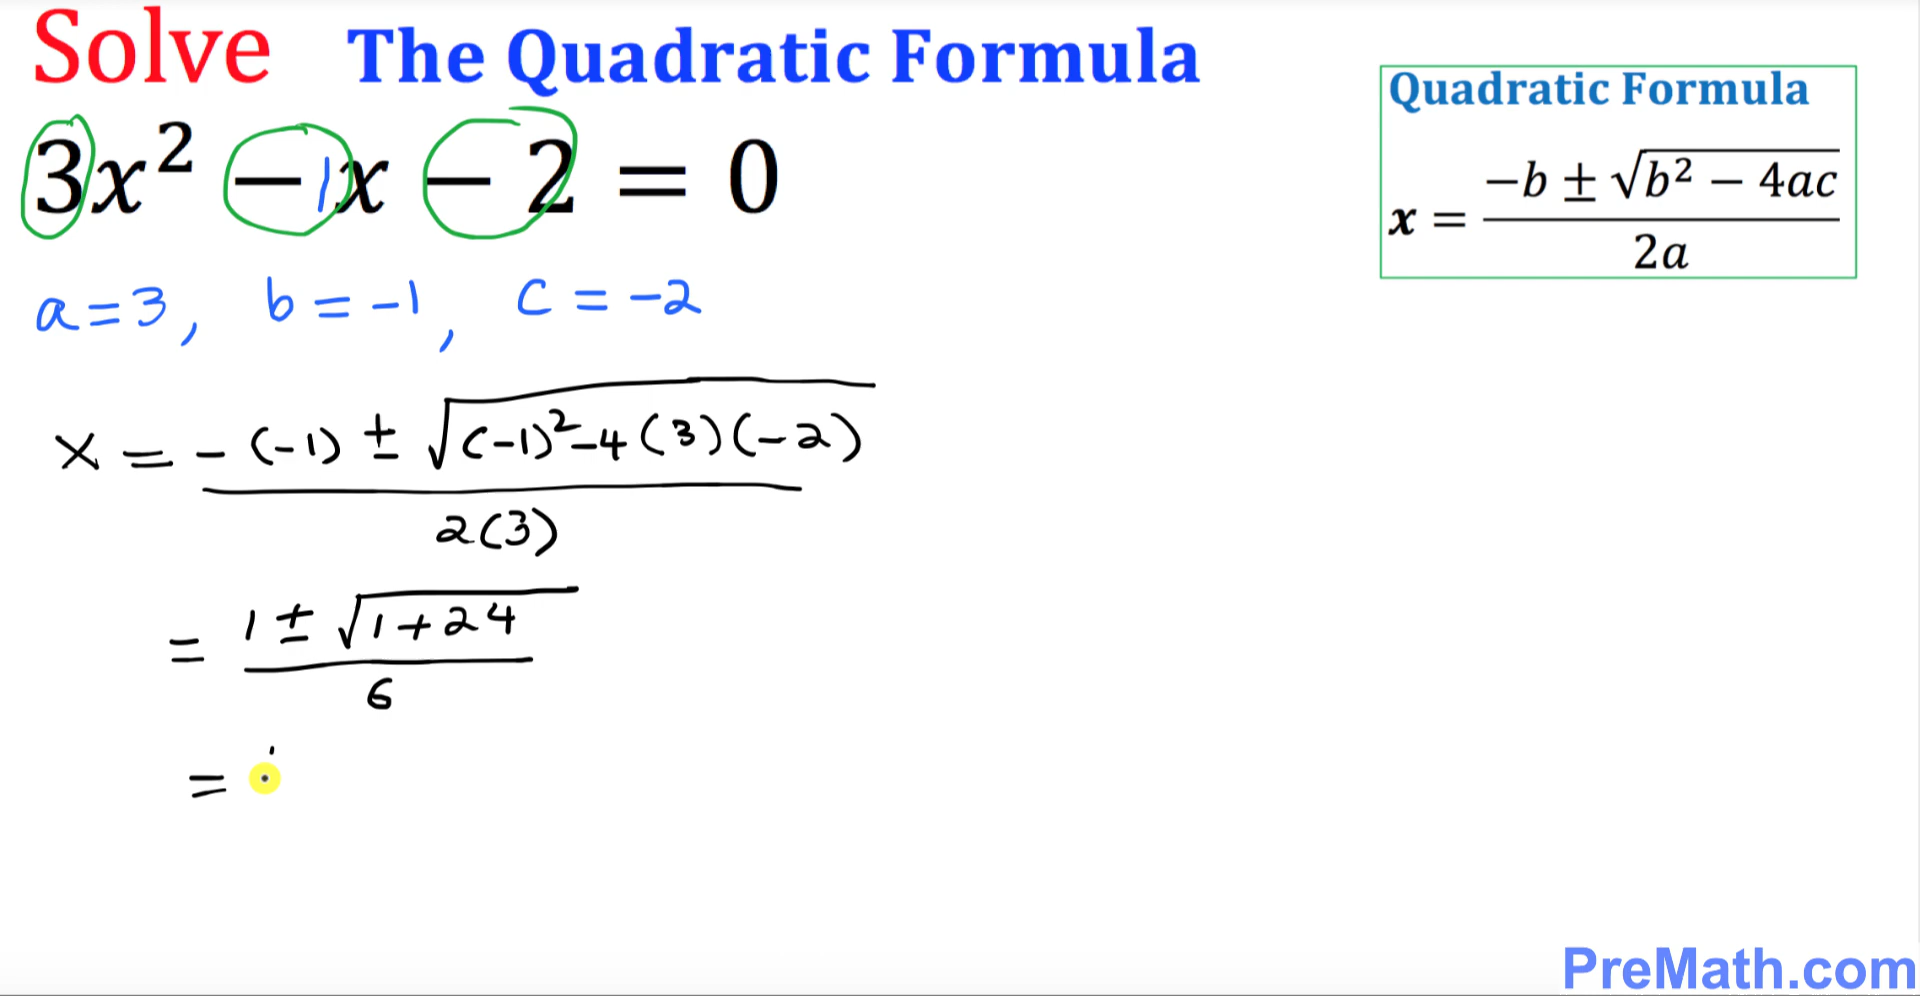 Solve The Quadratic Formula
3x² −1x − 2 = 0
a=3, b=-1, c=-2
x = -(-1) ± √((-1)²-4(3)(-2))
2(3)
= 1 ± √(1+24)
6
=
Quadratic Formula
x = −b ± √(b² − 4ac)
2a
PreMath.com